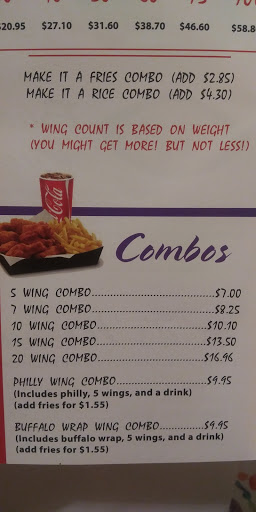 $20.95 $27.10 $31.60 $38.70 $46.60 $58.8
MAKE IT A FRIES COMBO (ADD $2.85)
MAKE IT A RICE COMBO (ADD $4.30)
* WING COUNT IS BASED ON WEIGHT
(YOU MIGHT GET MORE! BUT NOT LESS!)
Coca-Cola
Combos
5 WING COMBO..............................$7.00
7 WING COMBO..............................$8.25
10 WING COMBO...........................$10.10
15 WING COMBO...........................$13.50
20 WING COMBO...........................$16.96
PHILLY WING COMBO......................$9.95
(Includes philly, 5 wings, and a drink)
(add fries for $1.55)
BUFFALO WRAP WING COMBO...........$9.95
(Includes buffalo wrap, 5 wings, and a drink)
(add fries for $1.55)